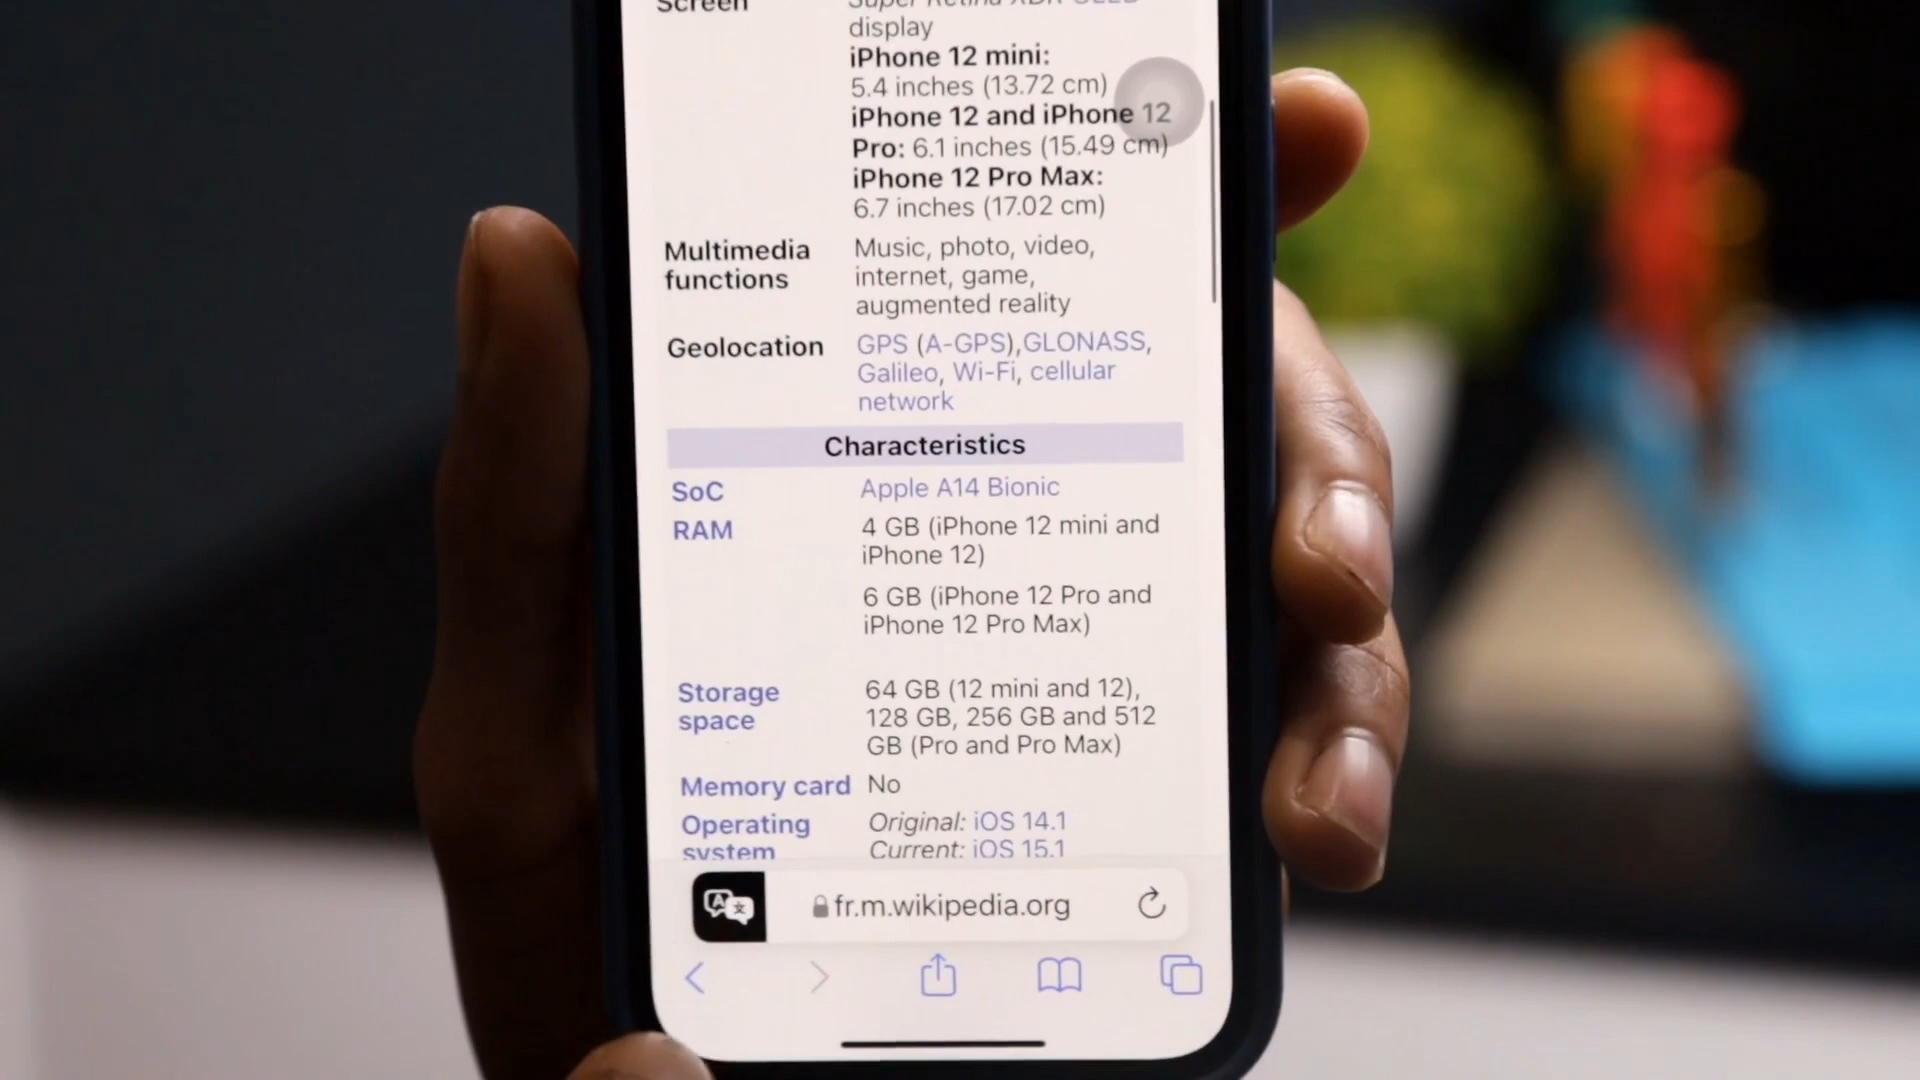 Screen
Super Retina XDR OLED
display
iPhone 12 mini:
5.4 inches (13.72 cm)
iPhone 12 and iPhone 12
Pro: 6.1 inches (15.49 cm)
iPhone 12 Pro Max:
6.7 inches (17.02 cm)
Multimedia functions
Music, photo, video,
internet, game,
augmented reality
Geolocation
GPS (A-GPS),GLONASS,
Galileo, Wi-Fi, cellular
network
Characteristics
SoC
Apple A14 Bionic
RAM
4 GB (iPhone 12 mini and
iPhone 12)
6 GB (iPhone 12 Pro and
iPhone 12 Pro Max)
Storage
space
64 GB (12 mini and 12),
128 GB, 256 GB and 512
GB (Pro and Pro Max)
Memory card
No
Operating
system
Original: iOS 14.1
Current: iOS 15.1
fr.m.wikipedia.org